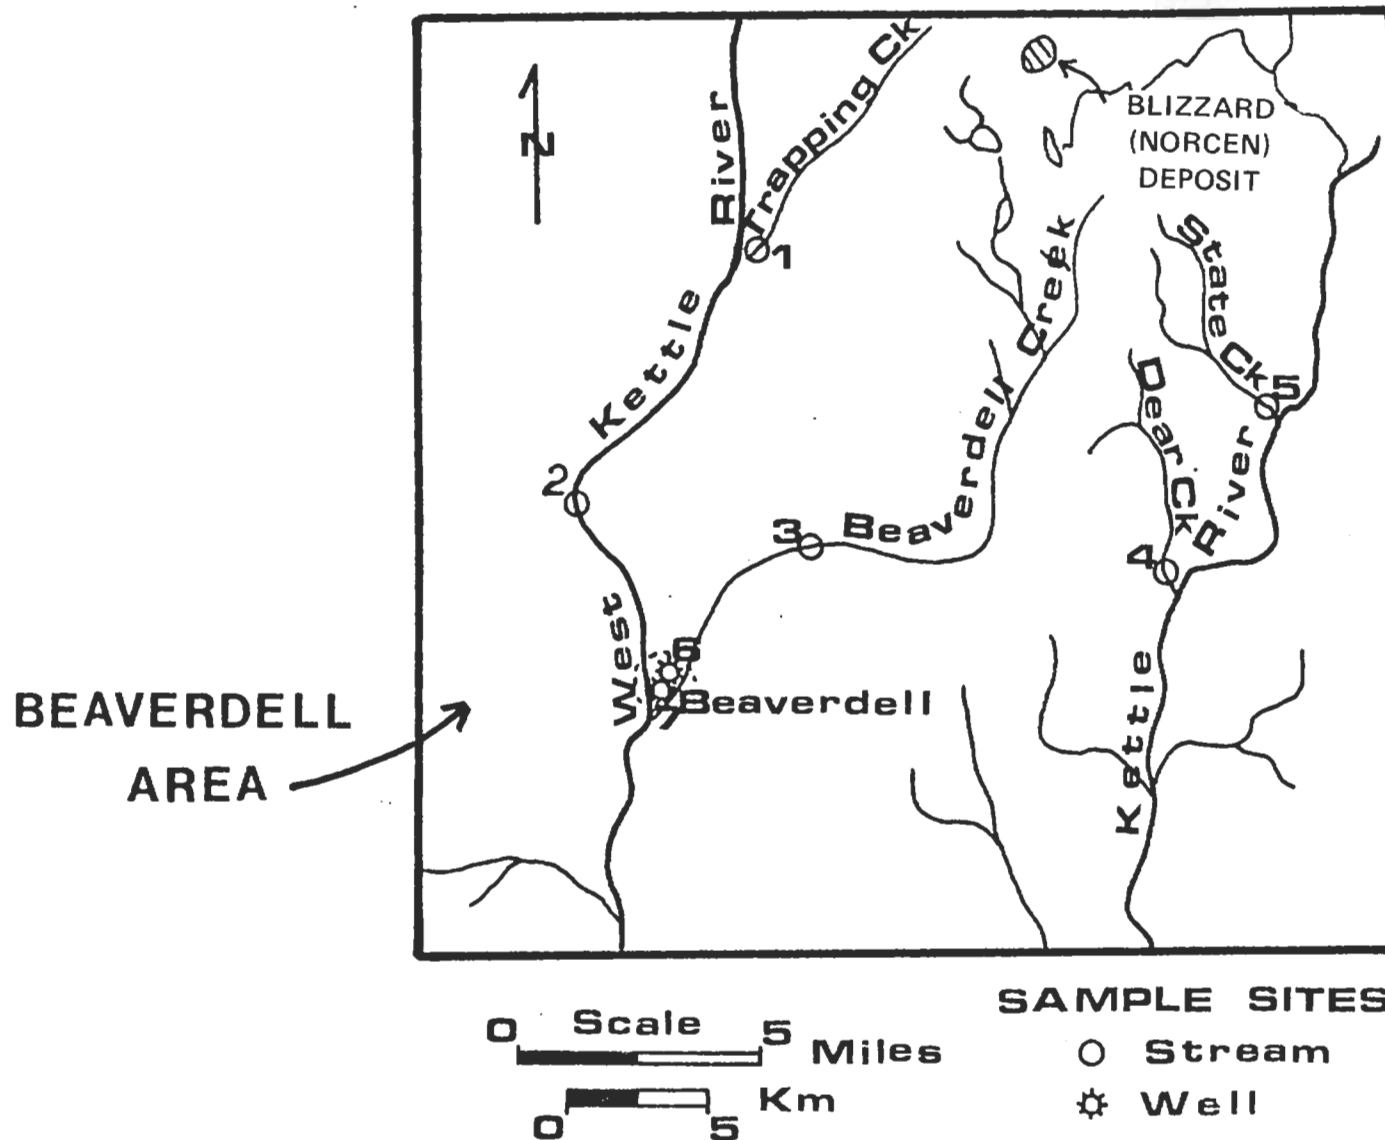 Trapping Ck
River
N
BLIZZARD
(NORCEN)
DEPOSIT
1
State Ck
Creek
Kettle
Dear Ck
5
River
2
3
Beaverdell
4
West
6
7
Beaverdell
Kettle
BEAVERDELL
AREA
0 Scale 5
Miles
Km
0 5
SAMPLE SITES
Stream
Well